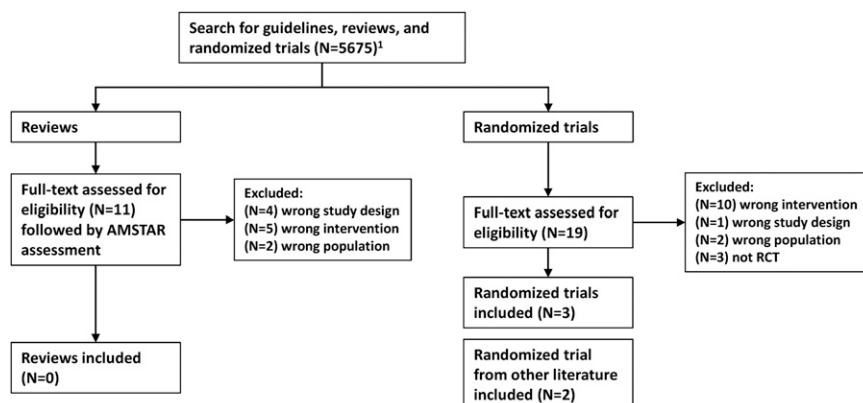 Search for guidelines, reviews, and
randomized trials (N=5675)¹
Reviews
Randomized trials
Full-text assessed for
eligibility (N=11)
followed by AMSTAR
assessment
Excluded:
(N=4) wrong study design
(N=5) wrong intervention
(N=2) wrong population
Full-text assessed for
eligibility (N=19)
Excluded:
(N=10) wrong intervention
(N=1) wrong study design
(N=2) wrong population
(N=3) not RCT
Randomized trials
included (N=3)
Reviews included
(N=0)
Randomized trial
from other literature
included (N=2)